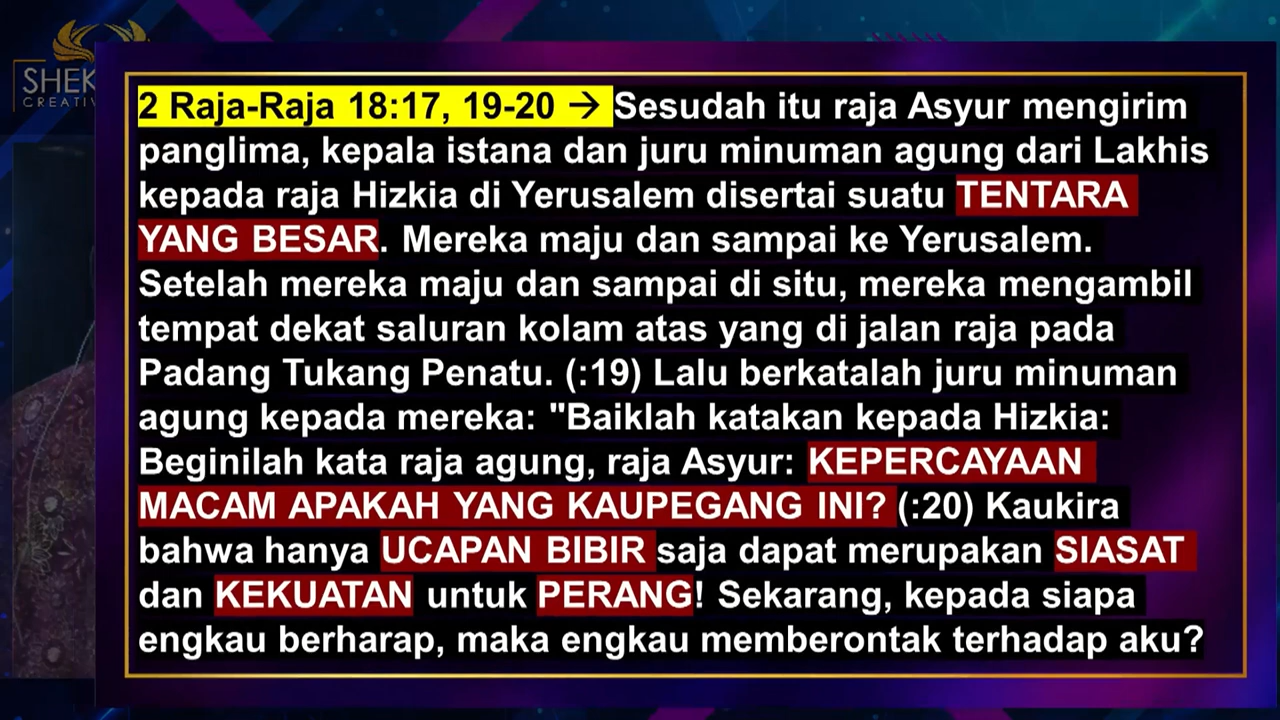 SHEK
CREATIV
2 Raja-Raja 18:17, 19-20 → Sesudah itu raja Asyur mengirim
panglima, kepala istana dan juru minuman agung dari Lakhis
kepada raja Hizkia di Yerusalem disertai suatu TENTARA
YANG BESAR. Mereka maju dan sampai ke Yerusalem.
Setelah mereka maju dan sampai di situ, mereka mengambil
tempat dekat saluran kolam atas yang di jalan raja pada
Padang Tukang Penatu. (:19) Lalu berkatalah juru minuman
agung kepada mereka: "Baiklah katakan kepada Hizkia:
Beginilah kata raja agung, raja Asyur: KEPERCAYAAN
MACAM APAKAH YANG KAUPEGANG INI? (:20) Kaukira
bahwa hanya UCAPAN BIBIR saja dapat merupakan SIASAT
dan KEKUATAN untuk PERANG! Sekarang, kepada siapa
engkau berharap, maka engkau memberontak terhadap aku?